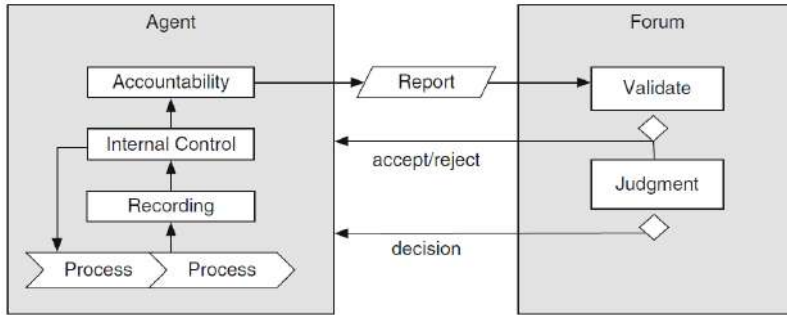 Agent
Forum
Accountability
Report
Validate
Internal Control
accept/reject
Judgment
Recording
decision
Process
Process